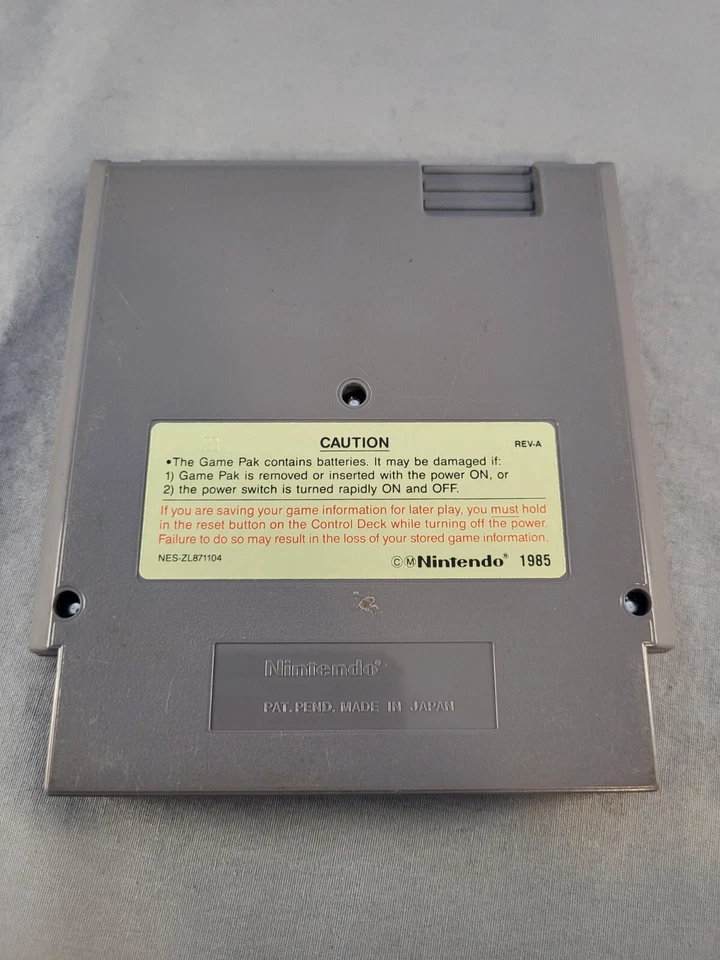 CAUTION
REV-A
•The Game Pak contains batteries. It may be damaged if:
1) Game Pak is removed or inserted with the power ON, or
2) the power switch is turned rapidly ON and OFF.
If you are saving your game information for later play, you must hold
in the reset button on the Control Deck while turning off the power.
Failure to do so may result in the loss of your stored game information.
NES-ZL871104
©Ⓜ Nintendo® 1985
Nintendo®
PAT. PEND. MADE IN JAPAN